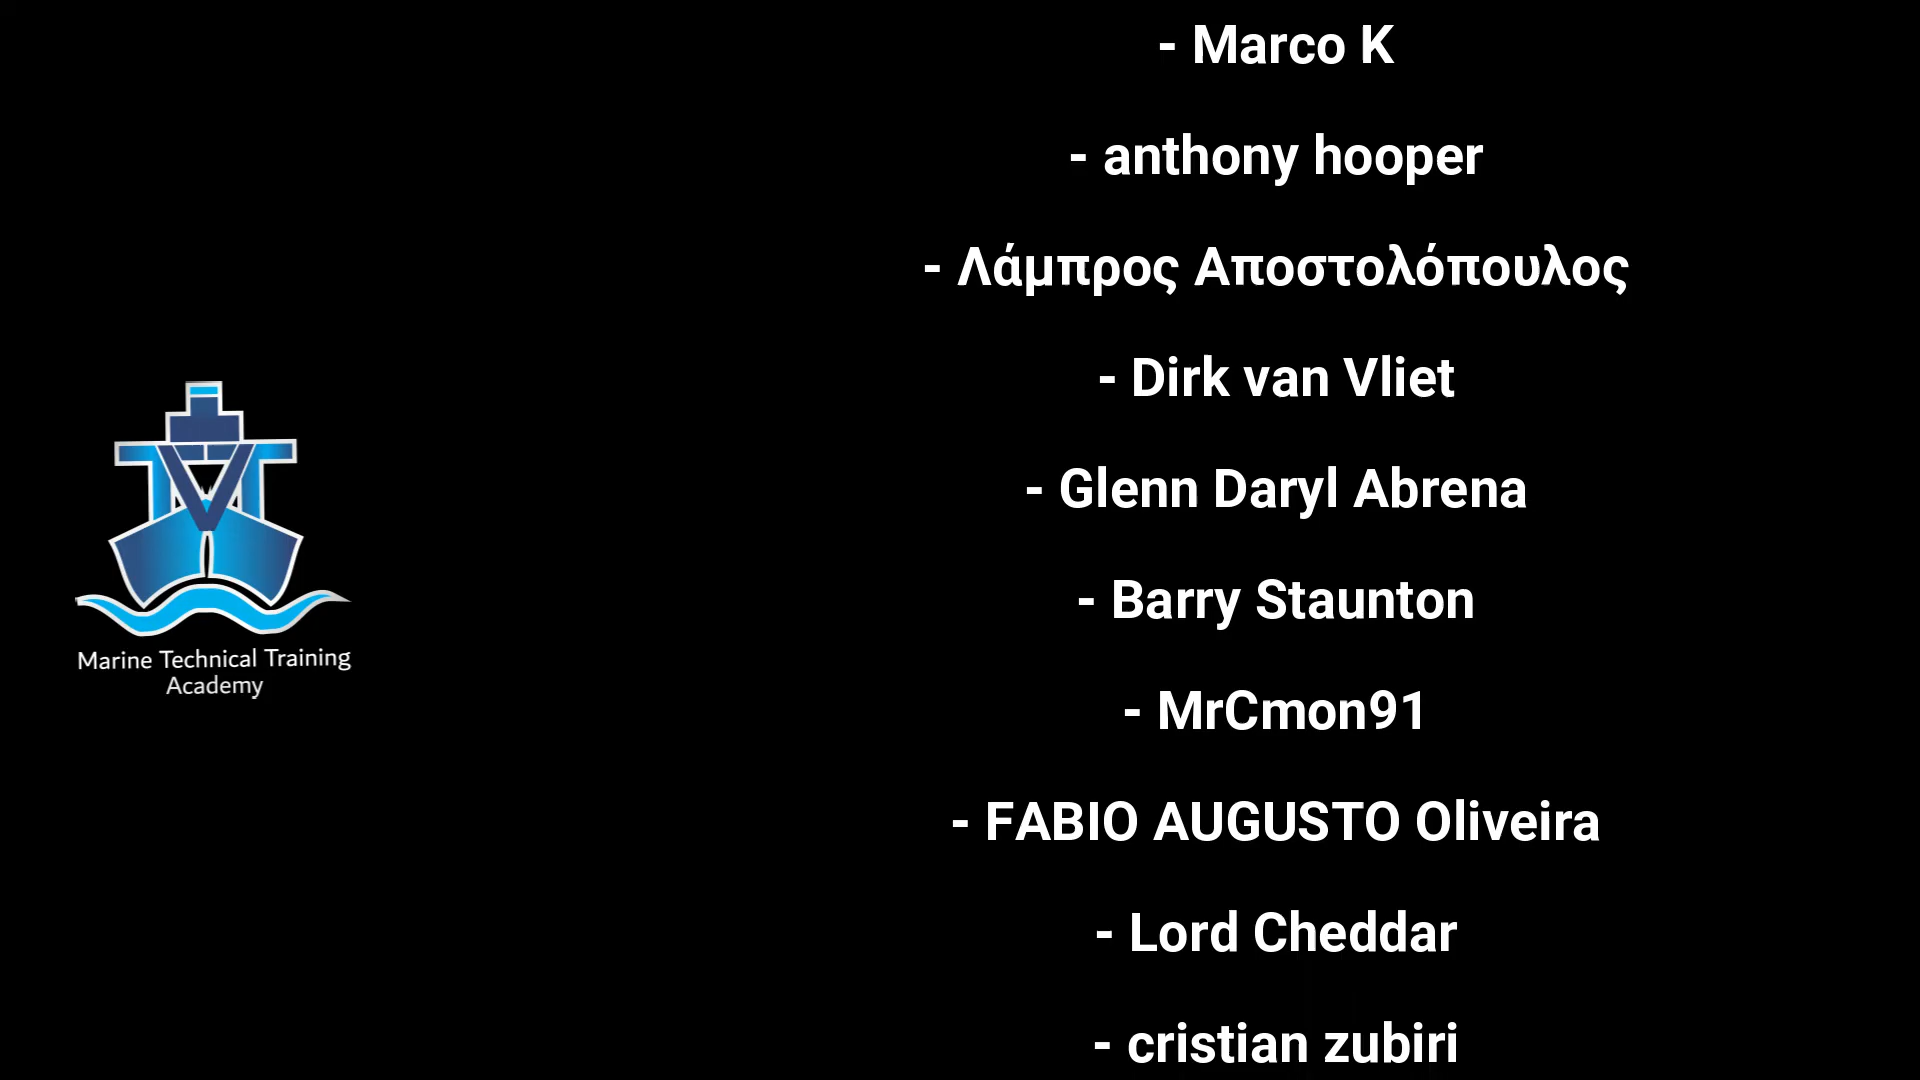 - Marco K
- anthony hooper
- Λάμπρος Αποστολόπουλος
- Dirk van Vliet
- Glenn Daryl Abrena
- Barry Staunton
- MrCmon91
- FABIO AUGUSTO Oliveira
- Lord Cheddar
- cristian zubiri
Marine Technical Training
Academy